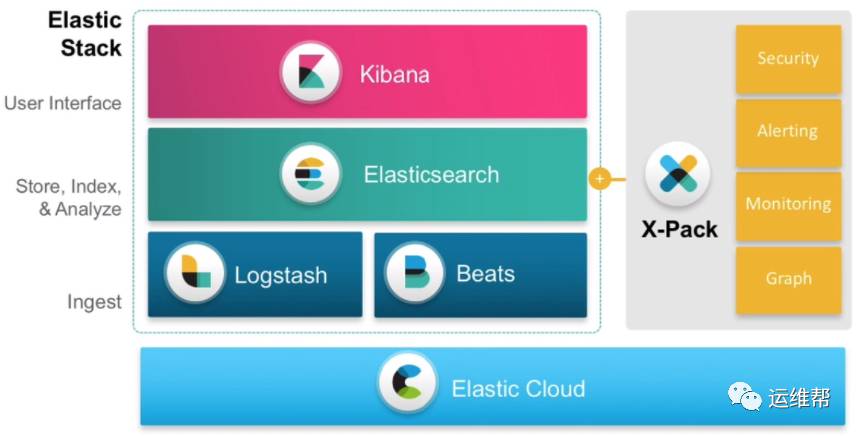 Elastic
Stack
User Interface
Kibana
Store, Index,
& Analyze
Elasticsearch
Ingest
Logstash
Beats
+
X-Pack
Security
Alerting
Monitoring
Graph
Elastic Cloud
运维帮